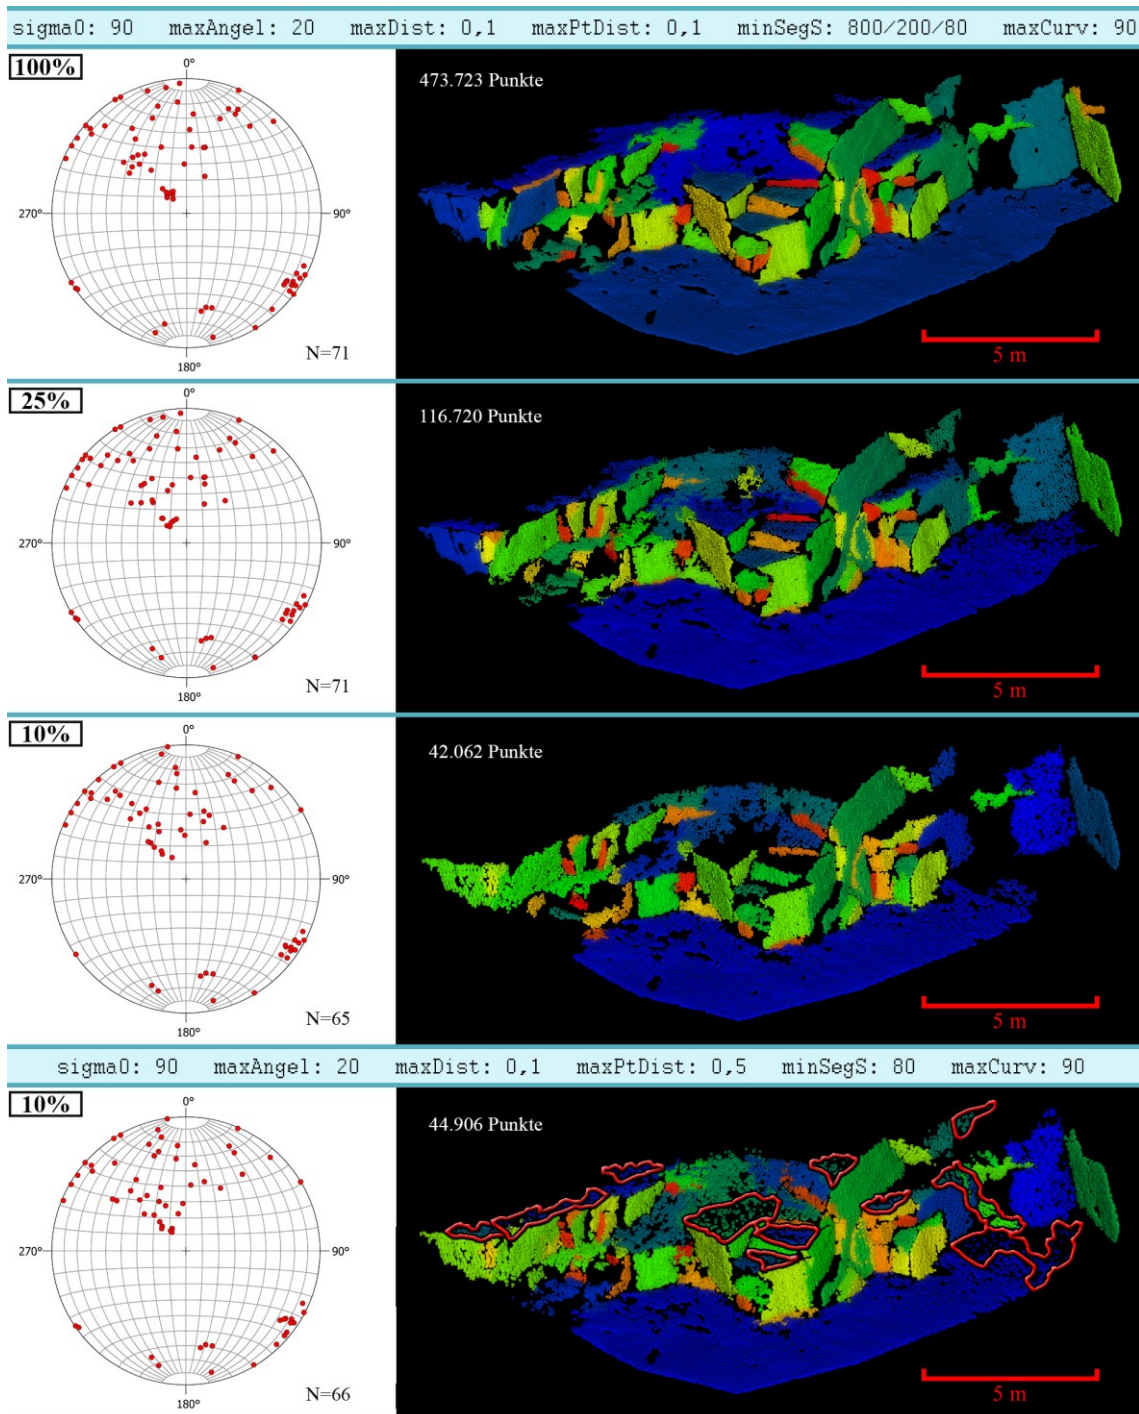 sigma0: 90 maxAngel: 20 maxDist: 0,1 maxPtDist: 0,1 minSegS: 800/200/80 maxCurv: 90
100%
0°
473.723 Punkte
270°
90°
N=71
180°
5 m
25%
0°
116.720 Punkte
270°
90°
N=71
180°
5 m
10%
0°
42.062 Punkte
270°
90°
N=65
180°
5 m
sigma0: 90 maxAngel: 20 maxDist: 0,1 maxPtDist: 0,5 minSegS: 80 maxCurv: 90
10%
0°
44.906 Punkte
270°
90°
N=66
180°
5 m